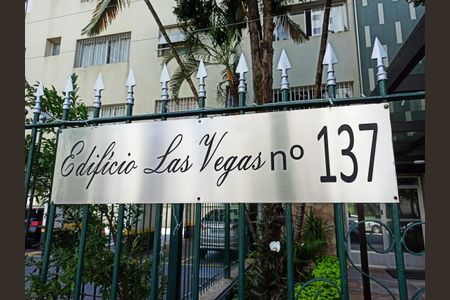 Edifício Las Vegas nº 137